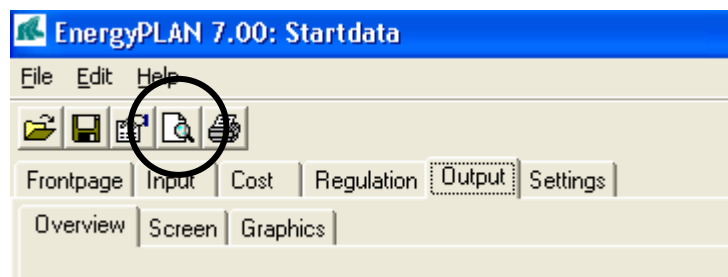 EnergyPLAN 7.00: Startdata
File Edit Help
Frontpage Input Cost Regulation Output Settings
Overview Screen Graphics